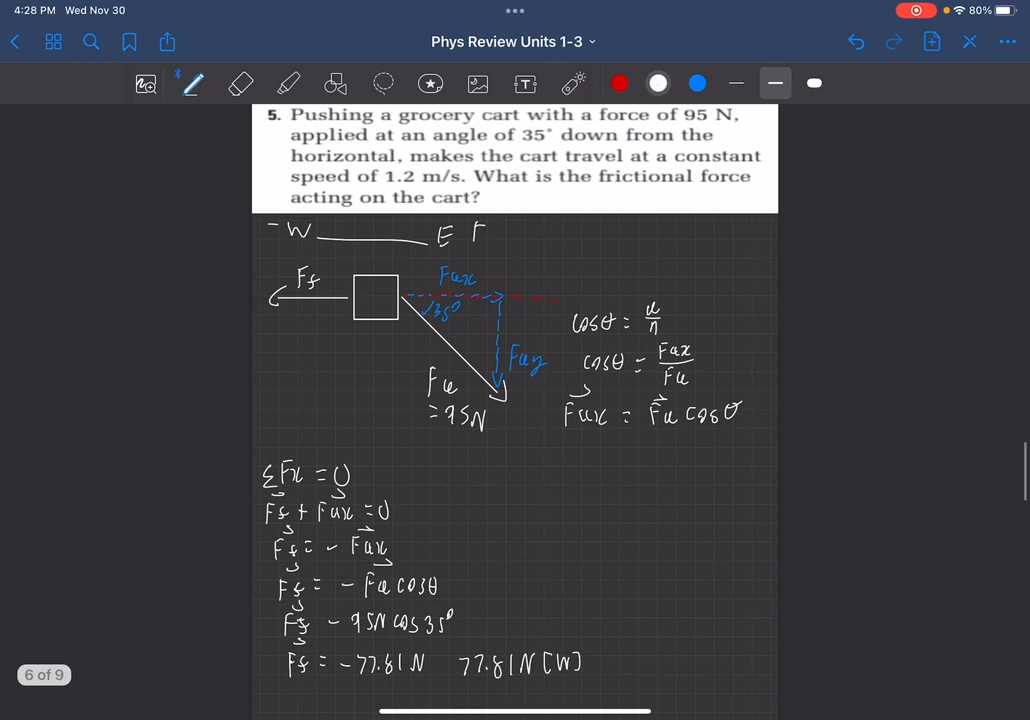 4:28 PM Wed Nov 30
80%
Phys Review Units 1-3
5. Pushing a grocery cart with a force of 95 N,
applied at an angle of 35° down from the
horizontal, makes the cart travel at a constant
speed of 1.2 m/s. What is the frictional force
acting on the cart?
- W E +
Ff
Fax
35°
Fay
Fa
= 95N
cosθ = a/h
cosθ = Fax/Fa
Fax = Fa cosθ
ΣFx = 0
Ff + Fax = 0
Ff = - Fax
Ff = - Fa cosθ
Ff - 95N cos35°
Ff = -77.81N 77.81N [W]
6 of 9